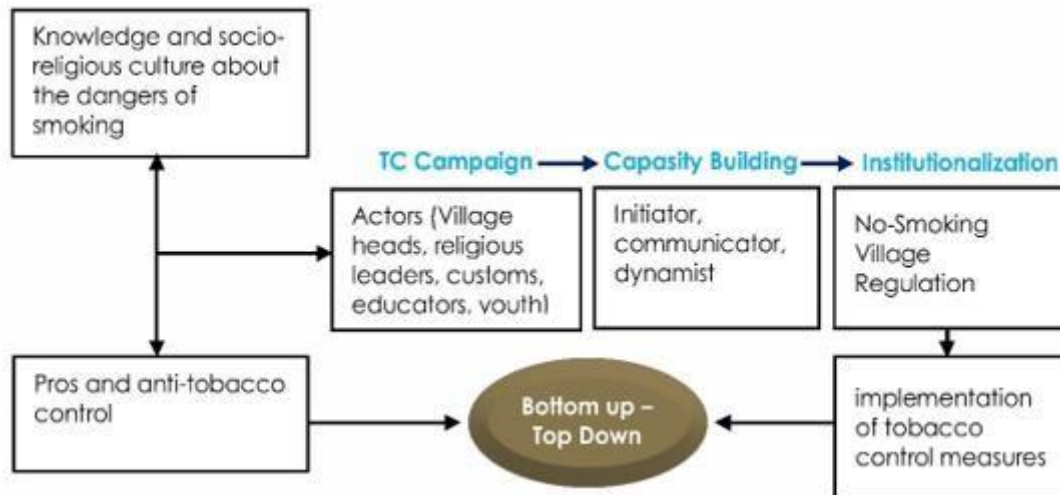 Knowledge and socio-
religious culture about
the dangers of
smoking
TC Campaign
Capasity Building
Institutionalization
Actors (Village
heads, religious
leaders, customs,
educators, vouth)
Initiator,
communicator,
dynamist
No-Smoking
Village
Regulation
Pros and anti-tobacco
control
Bottom up –
Top Down
implementation
of tobacco
control measures